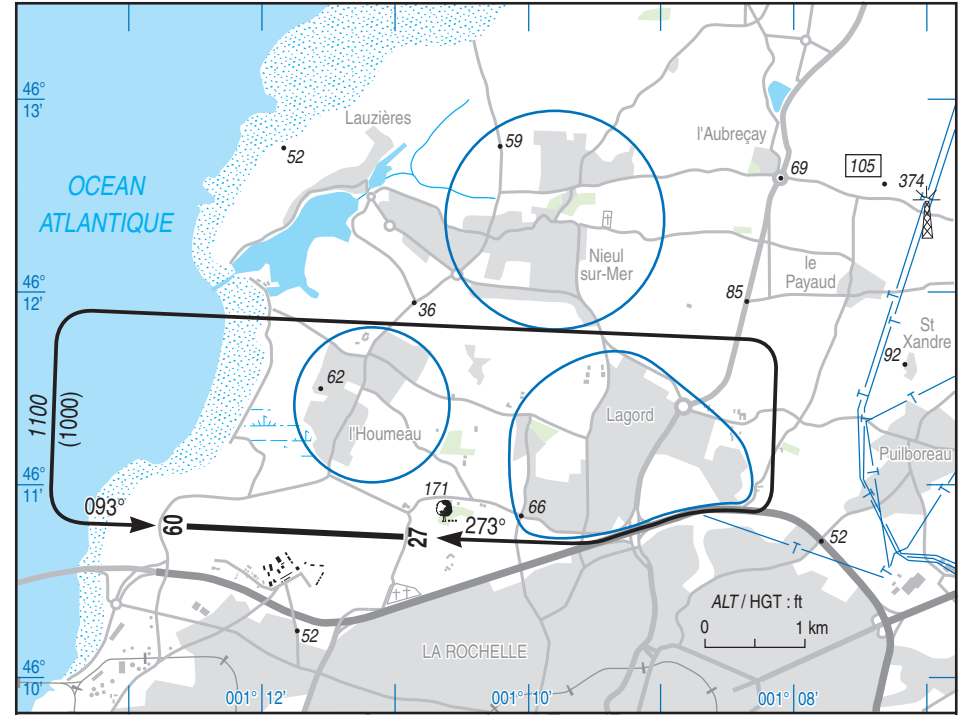 46°
13'
Lauzières
52
59
l'Aubreçay
69
105
374
OCEAN
ATLANTIQUE
Nieul
sur-Mer
le
Payaud
46°
12'
36
85
St
Xandre
92
62
1100
(1000)
l'Houmeau
Lagord
Puilboreau
46°
11'
093°
09
171
27
273°
66
52
T
T
T
T
T
T
T
ALT / HGT : ft
0 1 km
52
LA ROCHELLE
46°
10'
001° 12'
001° 10'
001° 08'